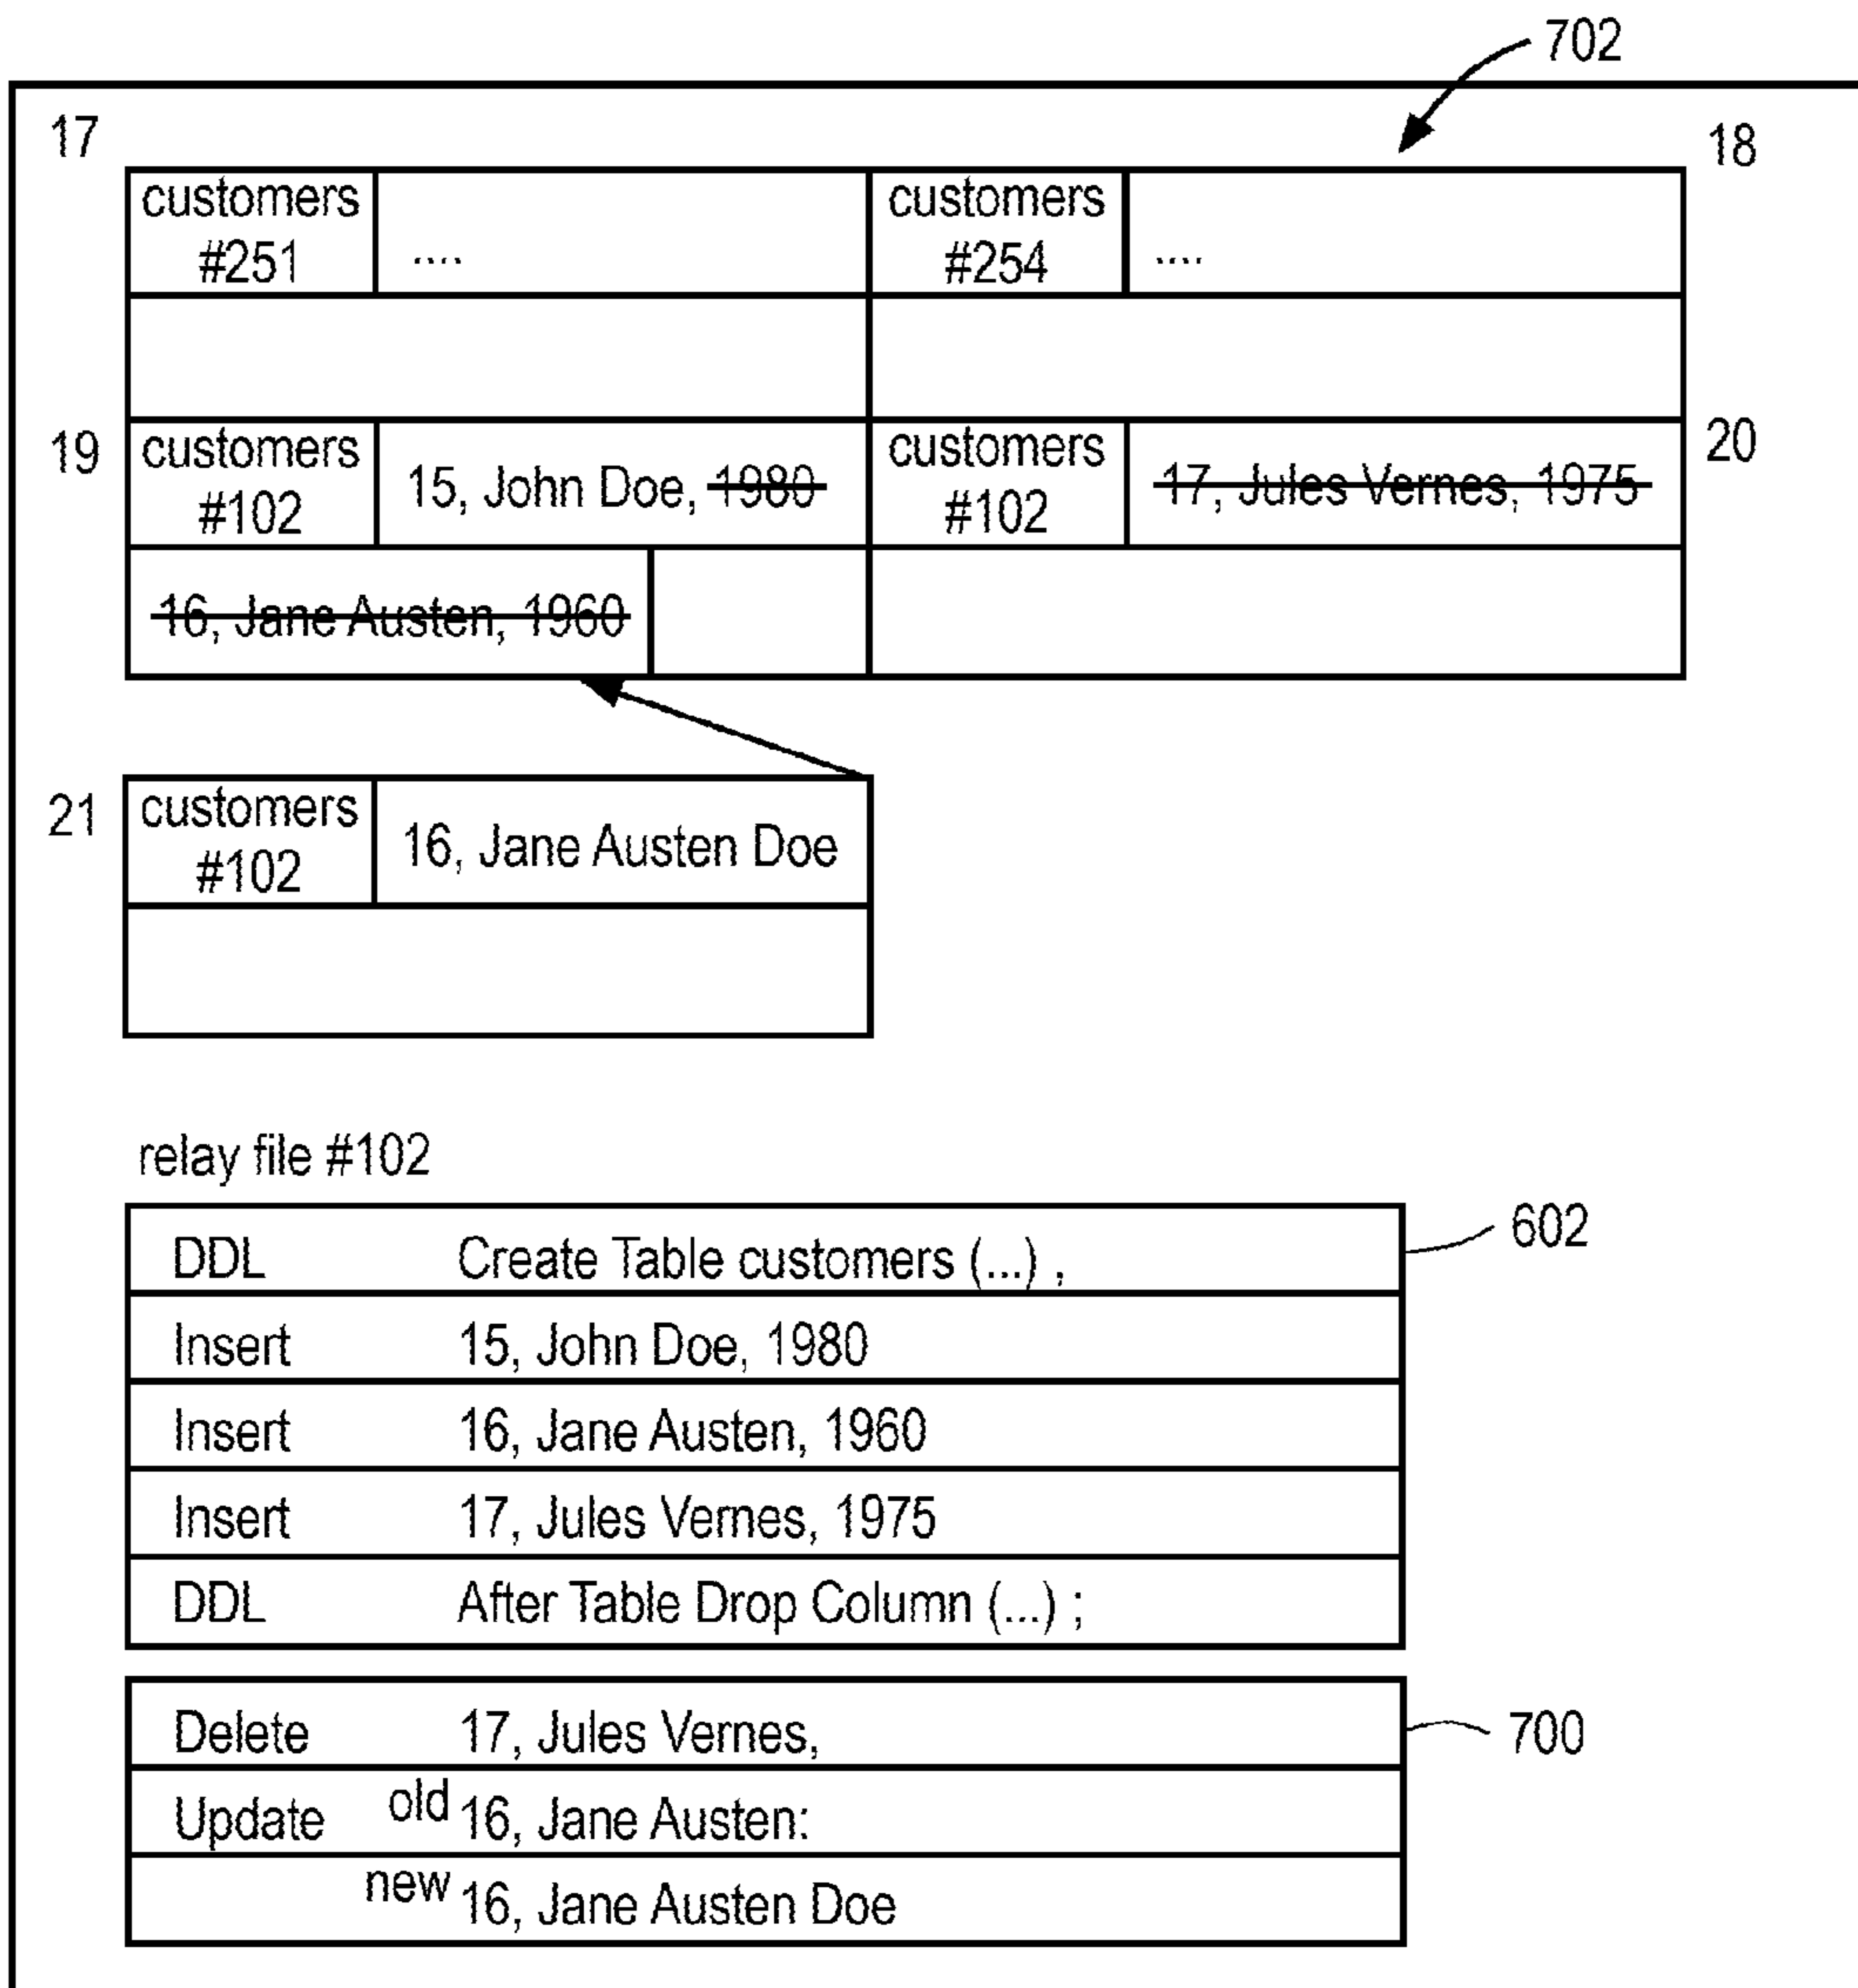 702
17
18
customers
#251
....
customers
#254
....
19
customers
#102
15, John Doe, 1980
customers
#102
17, Jules Vernes, 1975
20
16, Jane Austen, 1960
21
customers
#102
16, Jane Austen Doe
relay file #102
602
DDL Create Table customers (...) ,
Insert 15, John Doe, 1980
Insert 16, Jane Austen, 1960
Insert 17, Jules Vernes, 1975
DDL After Table Drop Column (...) ;
Delete 17, Jules Vernes,
700
Update old 16, Jane Austen:
new 16, Jane Austen Doe